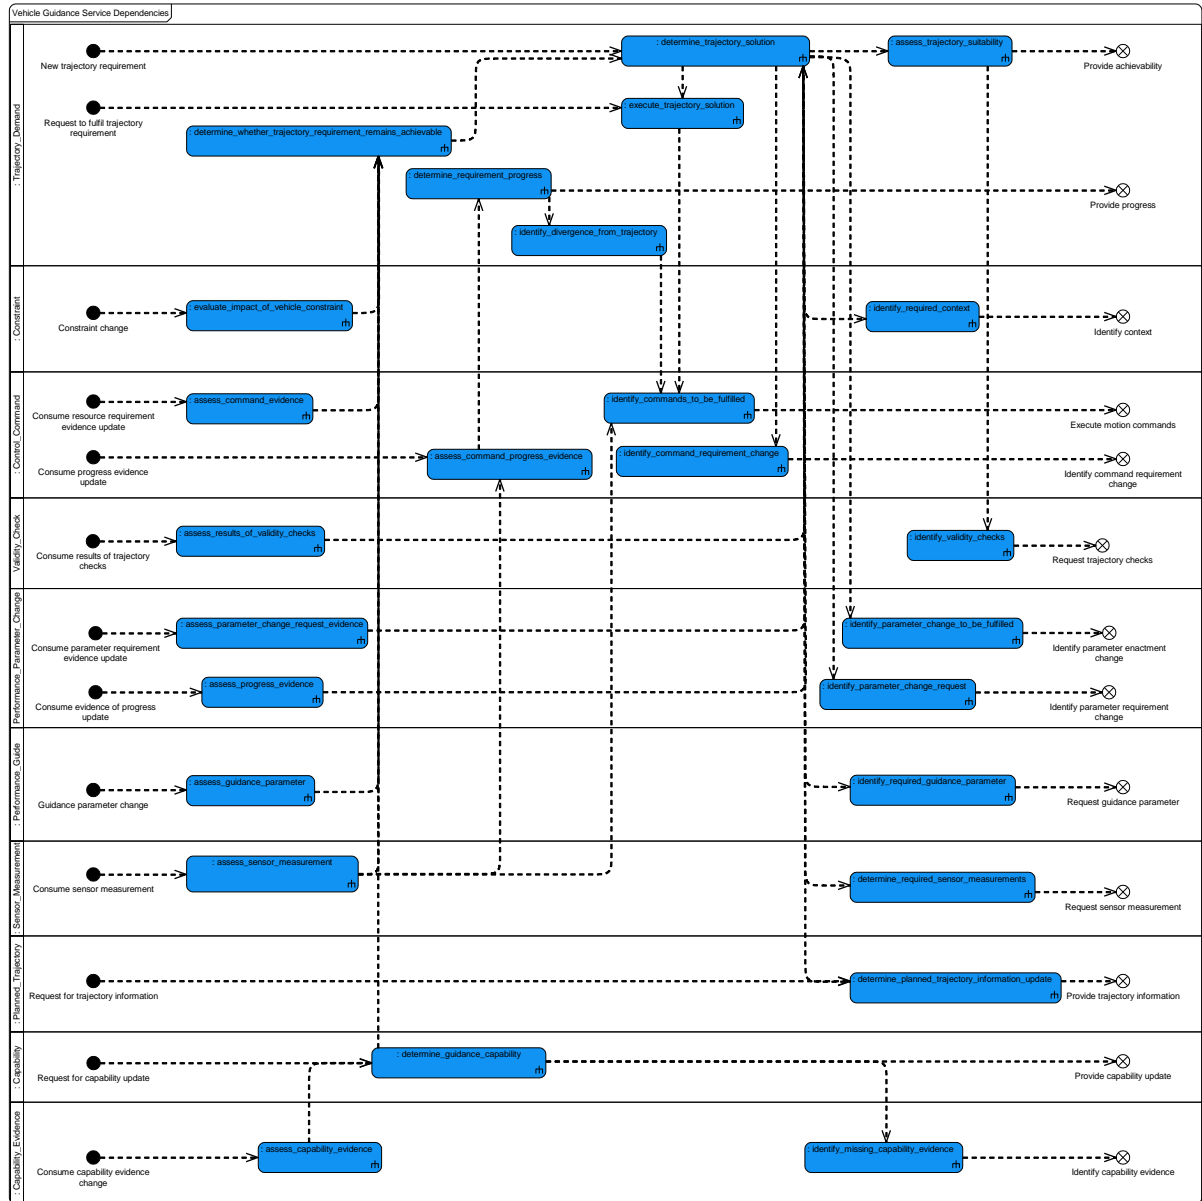 Vehicle Guidance Service Dependencies
: Trajectory_Demand
New trajectory requirement
: determine_trajectory_solution
: assess_trajectory_suitability
Provide achievability
Request to fulfil trajectory
requirement
: execute_trajectory_solution
: determine_whether_trajectory_requirement_remains_achievable
: determine_requirement_progress
Provide progress
: identify_divergence_from_trajectory
: Constraint
Constraint change
: evaluate_impact_of_vehicle_constraint
: identify_required_context
Identify context
: Control_Command
Consume resource requirement
evidence update
: assess_command_evidence
: identify_commands_to_be_fulfilled
Execute motion commands
Consume progress evidence
update
: assess_command_progress_evidence
: identify_command_requirement_change
Identify command requirement
change
Validity_Check
Consume results of trajectory
checks
: assess_results_of_validity_checks
: identify_validity_checks
Request trajectory checks
Performance_Parameter_Change
Consume parameter requirement
evidence update
: assess_parameter_change_request_evidence
: identify_parameter_change_to_be_fulfilled
Identify parameter enactment
change
Consume evidence of progress
update
: assess_progress_evidence
: identify_parameter_change_request
Identify parameter requirement
change
: Performance_Guide
Guidance parameter change
: assess_guidance_parameter
: identify_required_guidance_parameter
Request guidance parameter
: Sensor_Measurement
Consume sensor measurement
: assess_sensor_measurement
: determine_required_sensor_measurements
Request sensor measurement
: Planned_Trajectory
Request for trajectory information
: determine_planned_trajectory_information_update
Provide trajectory information
: Capability
Request for capability update
: determine_guidance_capability
Provide capability update
: Capability_Evidence
Consume capability evidence
change
: assess_capability_evidence
: identify_missing_capability_evidence
Identify capability evidence